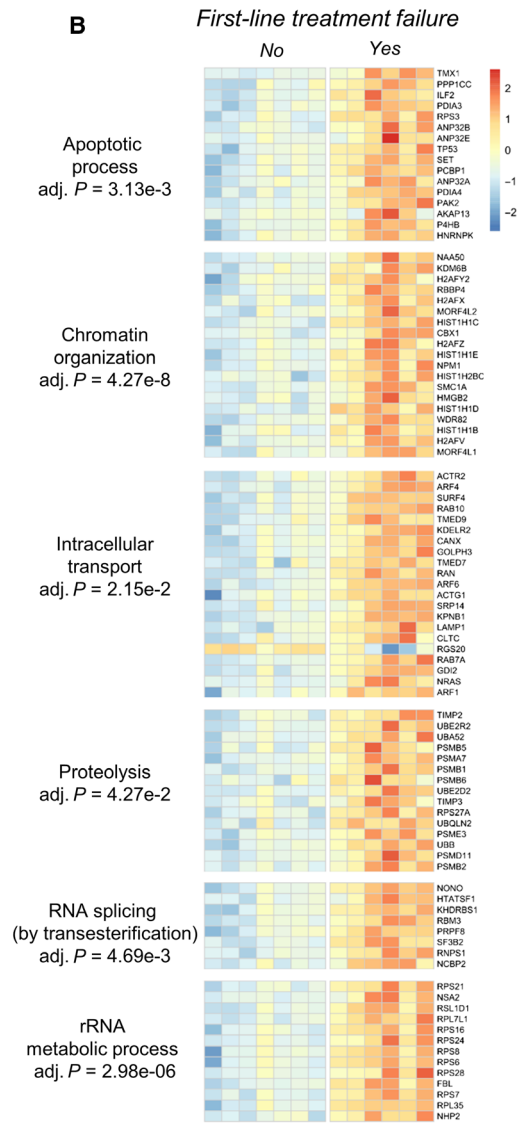 B
First-line treatment failure
No
Yes
Apoptotic
process
adj. P = 3.13e-3
TMX1
PPP1CC
ILF2
PDIA3
RPS3
ANP32B
ANP32E
TP53
SET
PCBP1
ANP32A
PDIA4
PAK2
AKAP13
P4HB
HNRNPK
2
1
0
−1
−2
Chromatin
organization
adj. P = 4.27e-8
NAA50
KDM6B
H2AFY2
RBBP4
H2AFX
MORF4L2
HIST1H1C
CBX1
H2AFZ
HIST1H1E
NPM1
HIST1H2BC
SMC1A
HMGB2
HIST1H1D
WDR82
HIST1H1B
H2AFV
MORF4L1
Intracellular
transport
adj. P = 2.15e-2
ACTR2
ARF4
SURF4
RAB10
TMED9
KDELR2
CANX
GOLPH3
TMED7
RAN
ARF6
ACTG1
SRP14
KPNB1
LAMP1
CLTC
RGS20
RAB7A
GDI2
NRAS
ARF1
Proteolysis
adj. P = 4.27e-2
TIMP2
UBE2R2
UBA52
PSMB5
PSMA7
PSMB1
PSMB6
UBE2D2
TIMP3
RPS27A
UBQLN2
PSME3
UBB
PSMD11
PSMB2
RNA splicing
(by transesterification)
adj. P = 4.69e-3
NONO
HTATSF1
KHDRBS1
RBM3
PRPF8
SF3B2
RNPS1
NCBP2
rRNA
metabolic process
adj. P = 2.98e-06
RPS21
NSA2
RSL1D1
RPL7L1
RPS16
RPS24
RPS8
RPS6
RPS28
FBL
RPS7
RPL35
NHP2